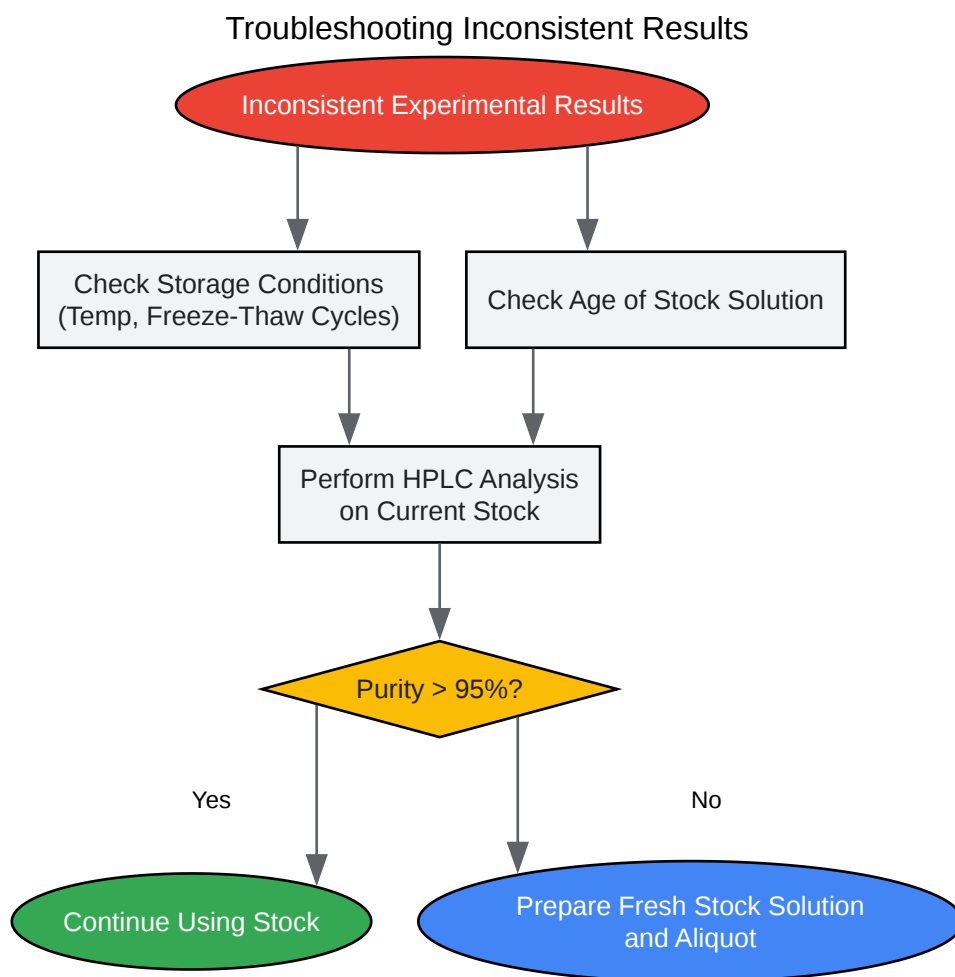 Troubleshooting Inconsistent Results
Inconsistent Experimental Results
Check Storage Conditions
(Temp, Freeze-Thaw Cycles)
Check Age of Stock Solution
Perform HPLC Analysis
on Current Stock
Purity > 95%?
Yes
No
Continue Using Stock
Prepare Fresh Stock Solution
and Aliquot